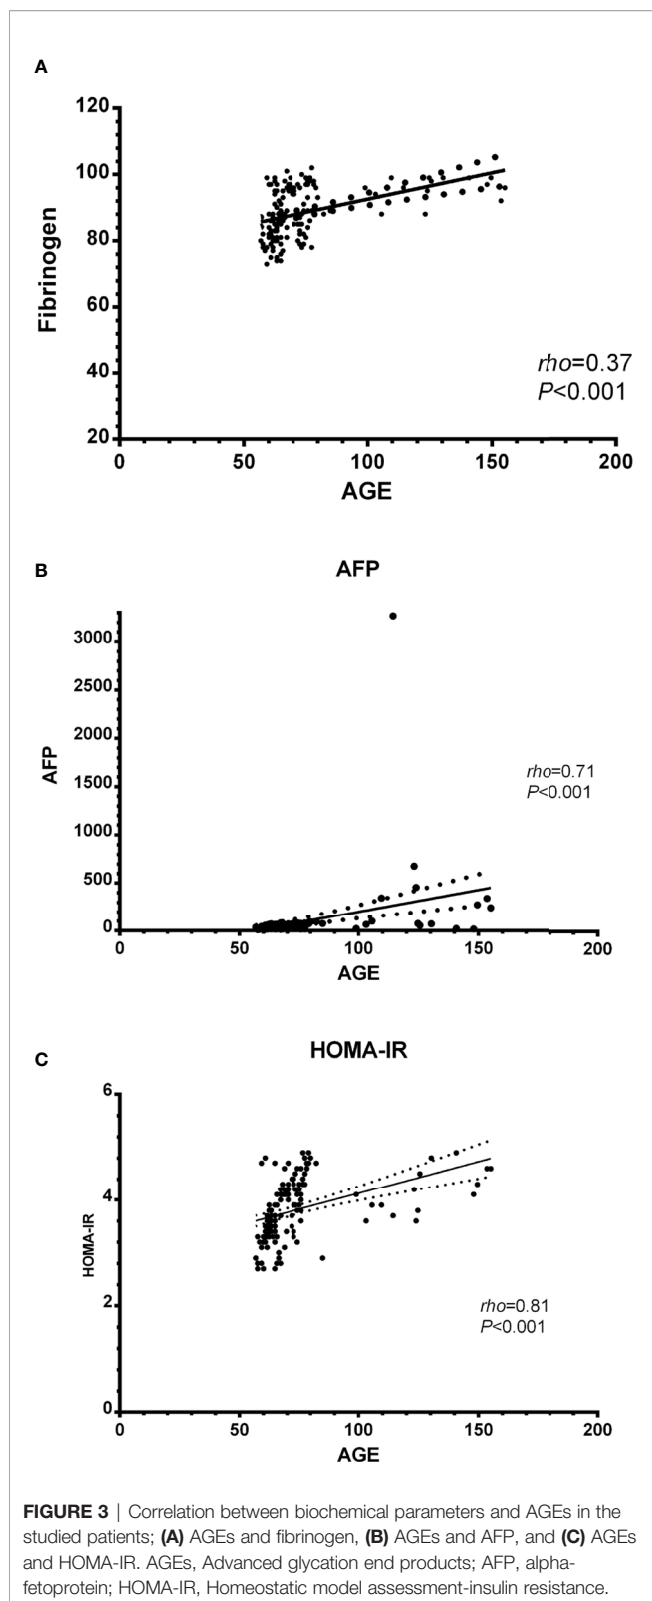 A
120
100
80
60
40
20
Fibrinogen
rho=0.37
P<0.001
0 50 100 150 200
AGE
B
AFP
3000
2500
2000
1500
1000
500
0
AFP
rho=0.71
P<0.001
0 50 100 150 200
AGE
C
HOMA-IR
6
4
2
0
HOMA-IR
rho=0.81
P<0.001
0 50 100 150 200
AGE
FIGURE 3 | Correlation between biochemical parameters and AGEs in the
studied patients; (A) AGEs and fibrinogen, (B) AGEs and AFP, and (C) AGEs
and HOMA-IR. AGEs, Advanced glycation end products; AFP, alpha-
fetoprotein; HOMA-IR, Homeostatic model assessment-insulin resistance.